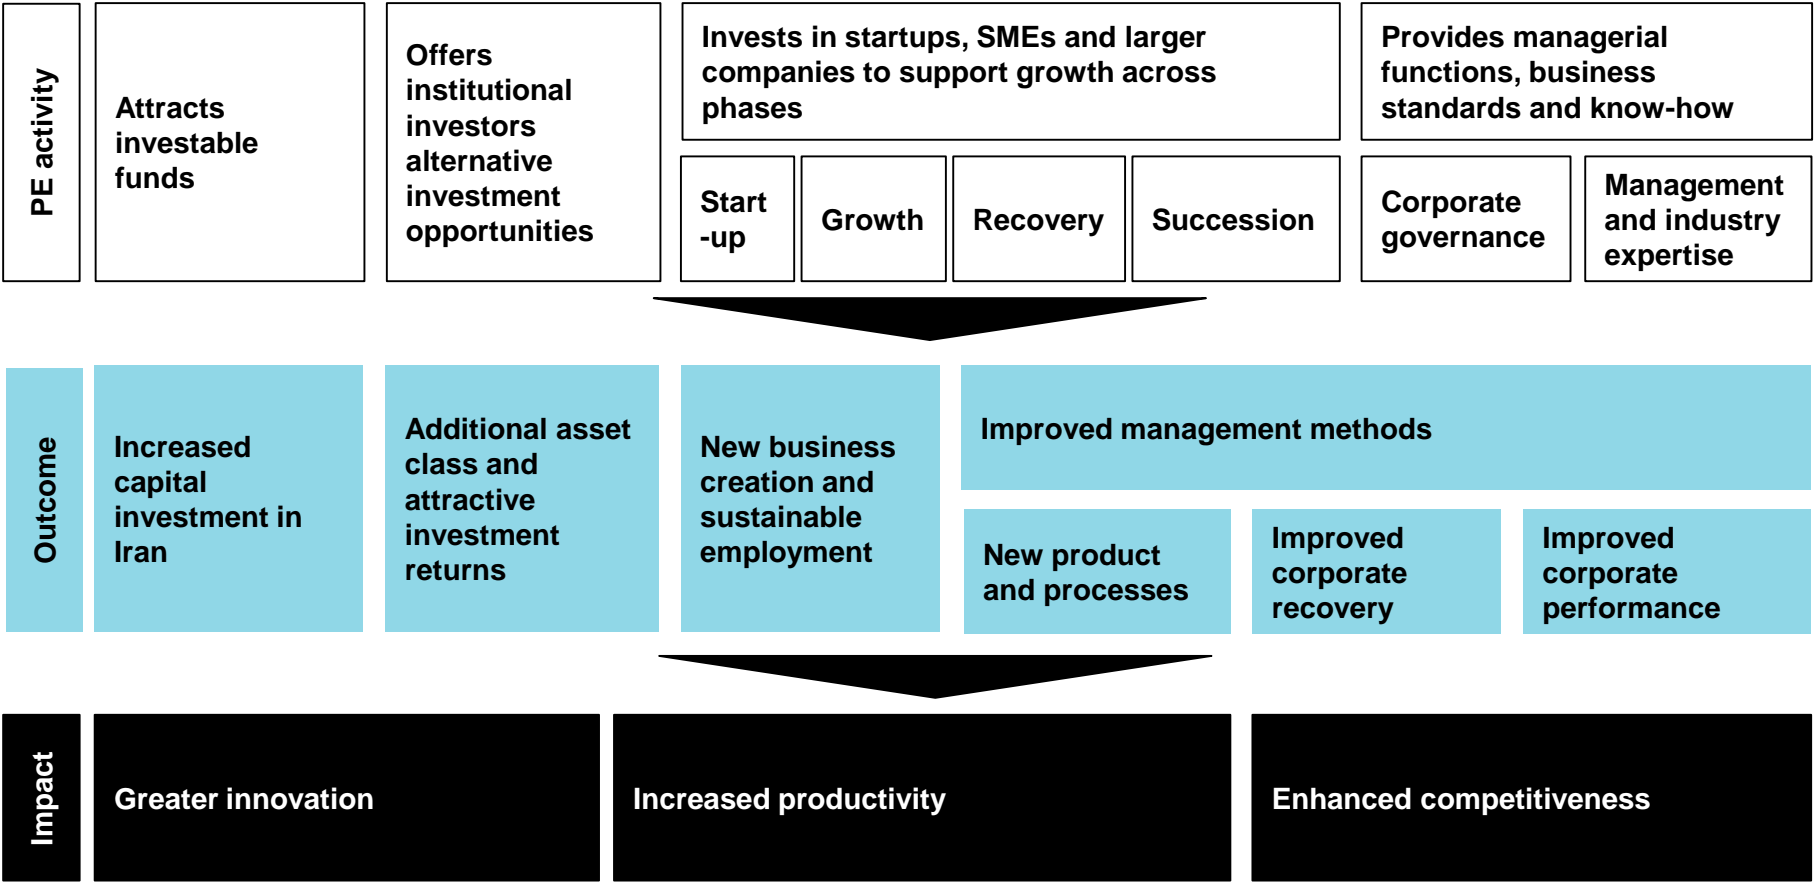 PE activity
Attracts
investable
funds
Offers
institutional
investors
alternative
investment
opportunities
Invests in startups, SMEs and larger
companies to support growth across
phases
Start
-up
Growth
Recovery
Succession
Provides managerial
functions, business
standards and know-how
Corporate
governance
Management
and industry
expertise
Outcome
Increased
capital
investment in
Iran
Additional asset
class and
attractive
investment
returns
New business
creation and
sustainable
employment
Improved management methods
New product
and processes
Improved
corporate
recovery
Improved
corporate
performance
Impact
Greater innovation
Increased productivity
Enhanced competitiveness